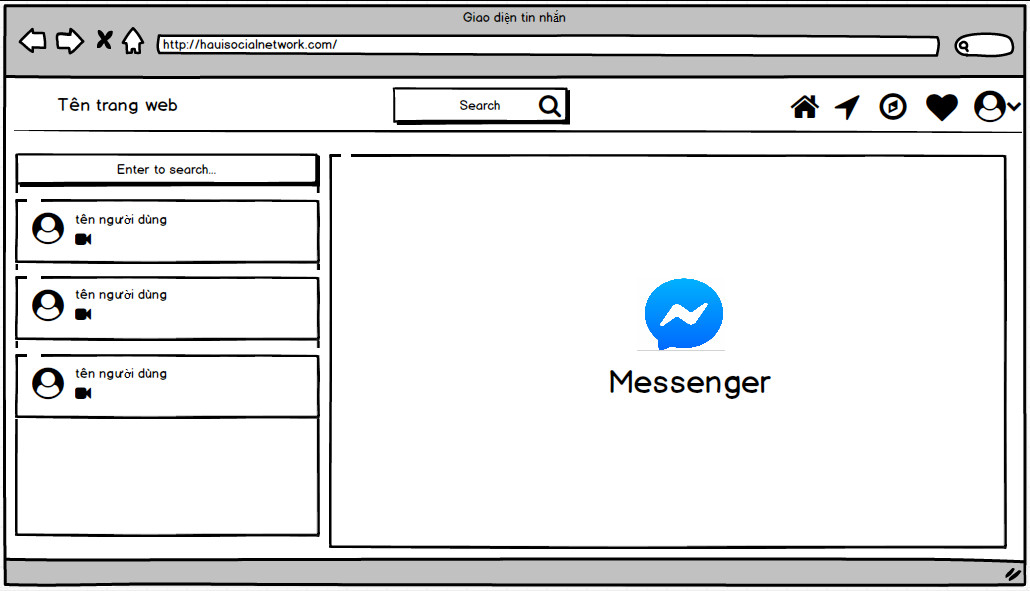 Giao diện tin nhắn
http://hauisocialnetwork.com/
Tên trang web
Search
Enter to search...
tên người dùng
tên người dùng
tên người dùng
Messenger